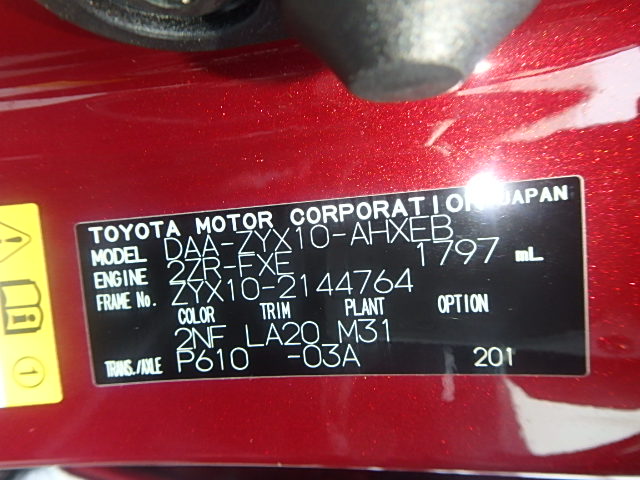 TOYOTA MOTOR CORPORATION JAPAN
MODEL DAA-ZYX10-AHXEB
ENGINE 2ZR-FXE 1797 mL
FRAME No. ZYX10-2144764
COLOR TRIM PLANT OPTION
2NF LA20 M31
TRANS./AXLE P610 -03A 201
1